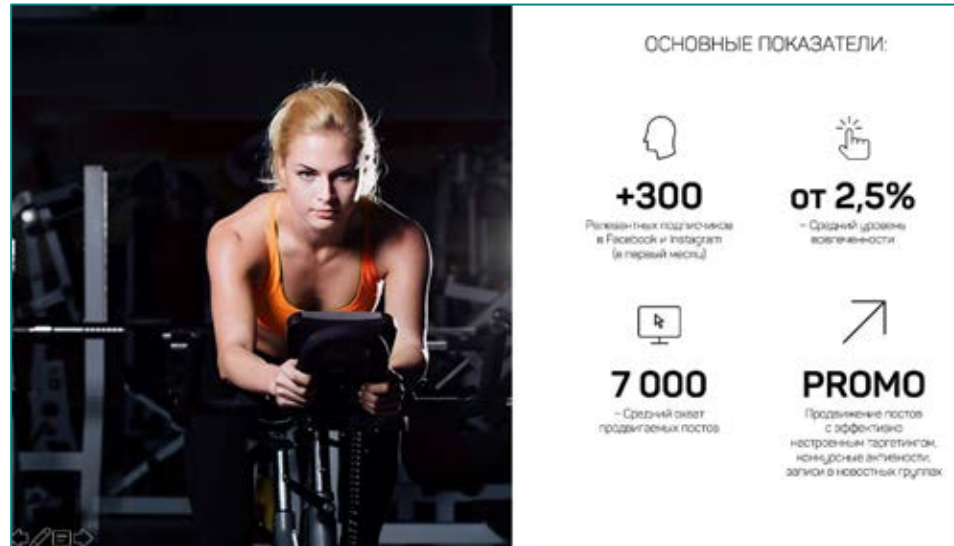 ОСНОВНЫЕ ПОКАЗАТЕЛИ:
+300
Релевантных подписчиков
в Facebook и Instagram
(в первый месяц)
от 2,5%
– Средний уровень
вовлеченности
7 000
– Средний охват
продвигаемых постов
PROMO
Продвижение постов
с эффективно
настроенным таргетингом,
конкурсные активности,
записи в новостных группах